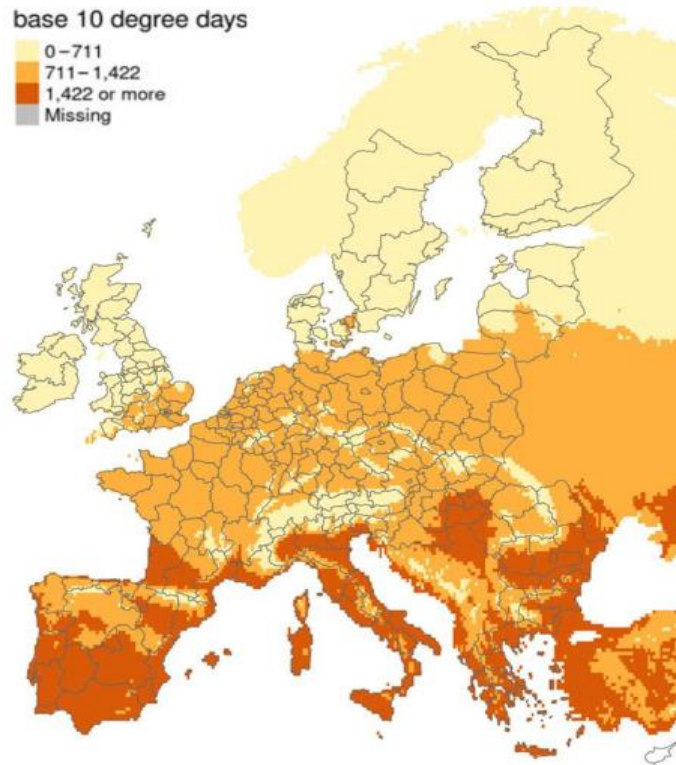 base 10 degree days
0–711
711–1,422
1,422 or more
Missing